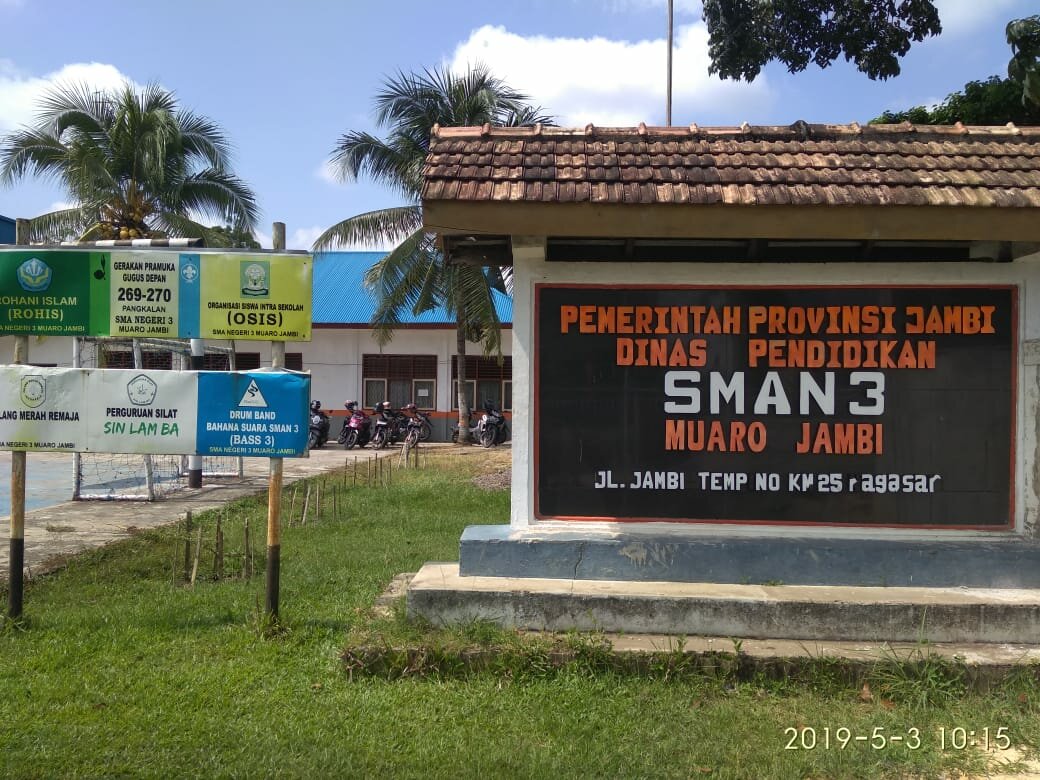 ROHANI ISLAM
(ROHIS)
SMA NEGERI 3 MUARO JAMBI
GERAKAN PRAMUKA
GUGUS DEPAN
269-270
PANGKALAN
SMA NEGERI 3
MUARO JAMBI
ORGANISASI SISWA INTRA SEKOLAH
(OSIS)
SMA NEGERI 3 MUARO JAMBI
MERAH REMAJA
SMA NEGERI 3 MUARO JAMBI
PERGURUAN SILAT
SIN LAM BA
DRUM BAND
BAHANA SUARA SMAN 3
(BASS 3)
SMA NEGERI 3 MUARO JAMBI
PEMERINTAH PROVINSI JAMBI
DINAS PENDIDIKAN
SMAN 3
MUARO JAMBI
JL. JAMBI TEMP NO KM 25
2019-5-3 10:15